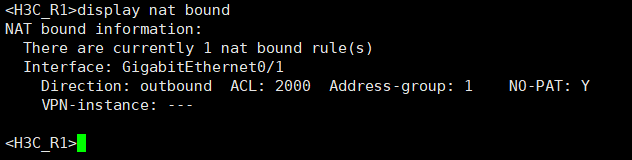 <H3C_R1>display nat bound
NAT bound information:
  There are currently 1 nat bound rule(s)
  Interface: GigabitEthernet0/1
    Direction: outbound  ACL: 2000  Address-group: 1    NO-PAT: Y
    VPN-instance: ---

<H3C_R1>